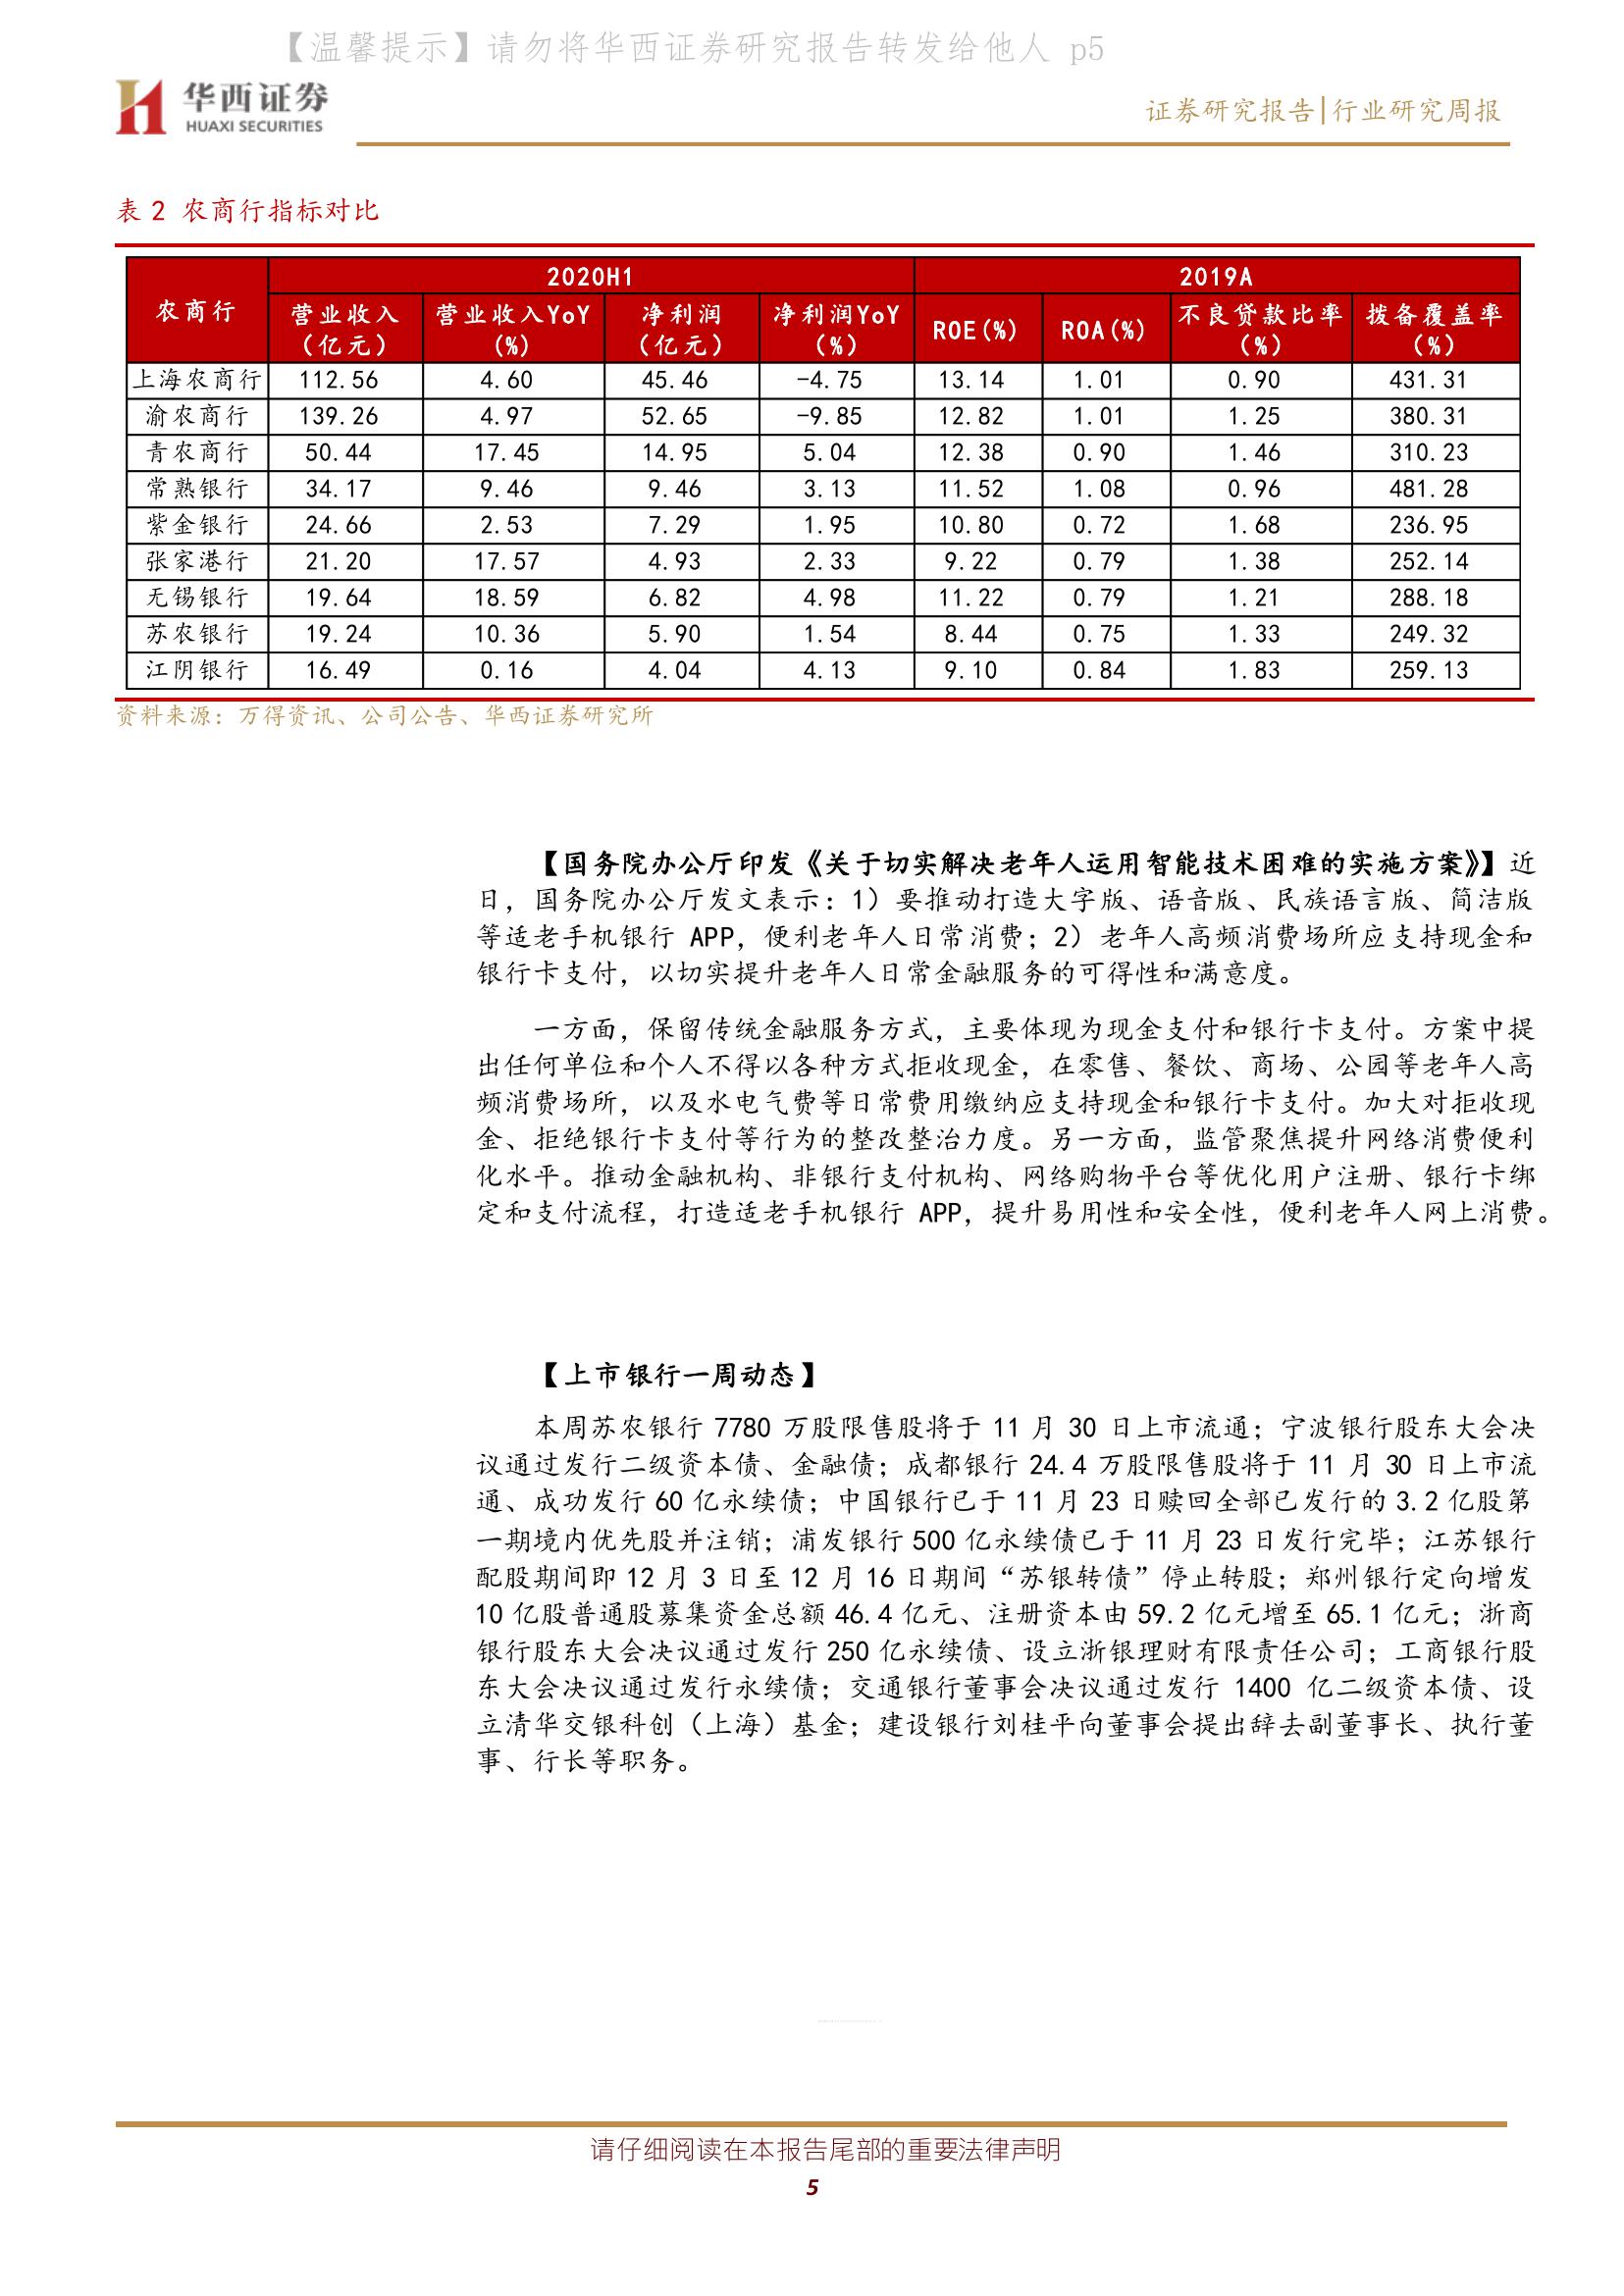 【温馨提示】请勿将华西证券研究报告转发给他人 p5
华西证券
HUAXI SECURITIES
证券研究报告|行业研究周报
表 2 农商行指标对比
农商行 2020H1 2019A
营业收入（亿元） 营业收入YoY(%) 净利润（亿元） 净利润YoY(%) ROE(%) ROA(%) 不良贷款比率(%) 拨备覆盖率(%)
上海农商行 112.56 4.60 45.46 -4.75 13.14 1.01 0.90 431.31
渝农商行 139.26 4.97 52.65 -9.85 12.82 1.01 1.25 380.31
青农商行 50.44 17.45 14.95 5.04 12.38 0.90 1.46 310.23
常熟银行 34.17 9.46 9.46 3.13 11.52 1.08 0.96 481.28
紫金银行 24.66 2.53 7.29 1.95 10.80 0.72 1.68 236.95
张家港行 21.20 17.57 4.93 2.33 9.22 0.79 1.38 252.14
无锡银行 19.64 18.59 6.82 4.98 11.22 0.79 1.21 288.18
苏农银行 19.24 10.36 5.90 1.54 8.44 0.75 1.33 249.32
江阴银行 16.49 0.16 4.04 4.13 9.10 0.84 1.83 259.13
资料来源：万得资讯、公司公告、华西证券研究所
【国务院办公厅印发《关于切实解决老年人运用智能技术困难的实施方案》】近
日，国务院办公厅发文表示：1）要推动打造大字版、语音版、民族语言版、简洁版
等适老手机银行 APP，便利老年人日常消费；2）老年人高频消费场所应支持现金和
银行卡支付，以切实提升老年人日常金融服务的可得性和满意度。
一方面，保留传统金融服务方式，主要体现为现金支付和银行卡支付。方案中提
出任何单位和个人不得以各种方式拒收现金，在零售、餐饮、商场、公园等老年人高
频消费场所，以及水电气费等日常费用缴纳应支持现金和银行卡支付。加大对拒收现
金、拒绝银行卡支付等行为的整改整治力度。另一方面，监管聚焦提升网络消费便利
化水平。推动金融机构、非银行支付机构、网络购物平台等优化用户注册、银行卡绑
定和支付流程，打造适老手机银行 APP，提升易用性和安全性，便利老年人网上消费。
【上市银行一周动态】
本周苏农银行 7780 万股限售股将于 11 月 30 日上市流通；宁波银行股东大会决
议通过发行二级资本债、金融债；成都银行 24.4 万股限售股将于 11 月 30 日上市流
通、成功发行 60 亿永续债；中国银行已于 11 月 23 日赎回全部已发行的 3.2 亿股第
一期境内优先股并注销；浦发银行 500 亿永续债已于 11 月 23 日发行完毕；江苏银行
配股期间即 12 月 3 日至 12 月 16 日期间“苏银转债”停止转股；郑州银行定向增发
10 亿股普通股募集资金总额 46.4 亿元、注册资本由 59.2 亿元增至 65.1 亿元；浙商
银行股东大会决议通过发行 250 亿永续债、设立浙银理财有限责任公司；工商银行股
东大会决议通过发行永续债；交通银行董事会决议通过发行 1400 亿二级资本债、设
立清华交银科创（上海）基金；建设银行刘桂平向董事会提出辞去副董事长、执行董
事、行长等职务。
请仔细阅读在本报告尾部的重要法律声明
5